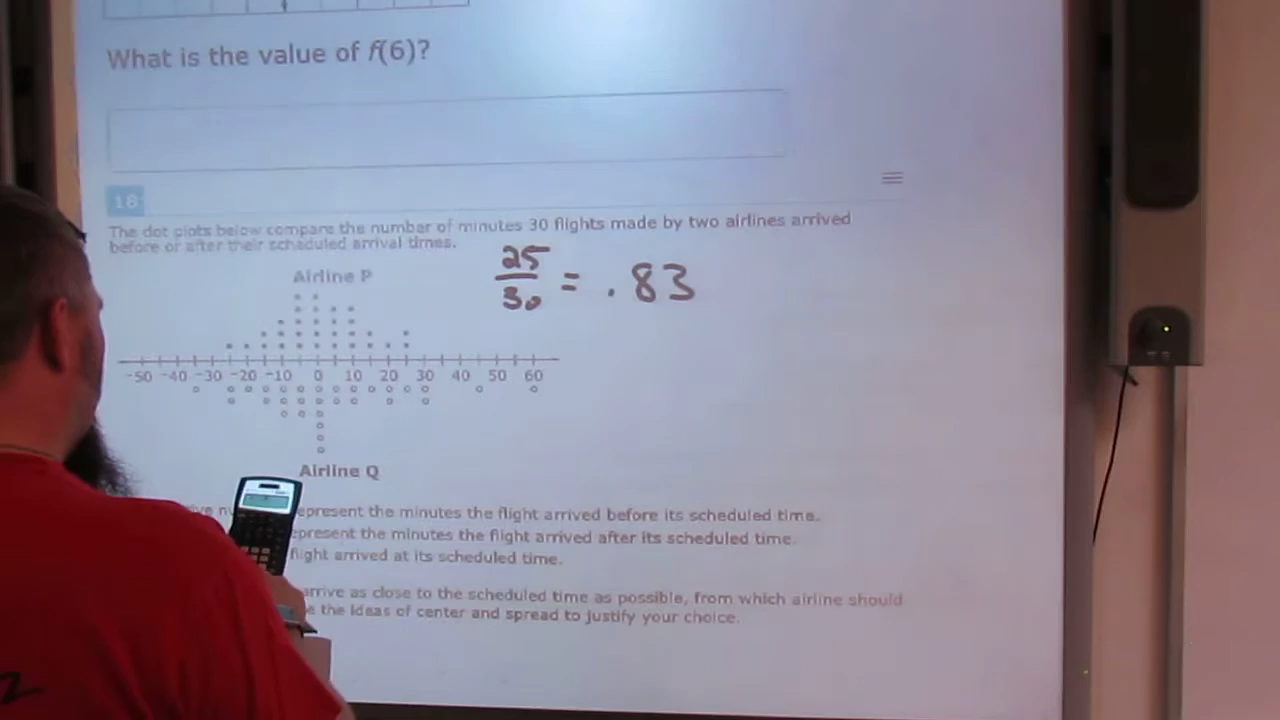 What is the value of f(6)?
18
The dot plots below compare the number of minutes 30 flights made by two airlines arrived
before or after their scheduled arrival times.
25
30
= .83
Airline P
-50 -40 -30 -20 -10 0 10 20 30 40 50 60
Airline Q
represent the minutes the flight arrived before its scheduled time.
represent the minutes the flight arrived after its scheduled time.
flight arrived at its scheduled time.
arrive as close to the scheduled time as possible, from which airline should
the ideas of center and spread to justify your choice.